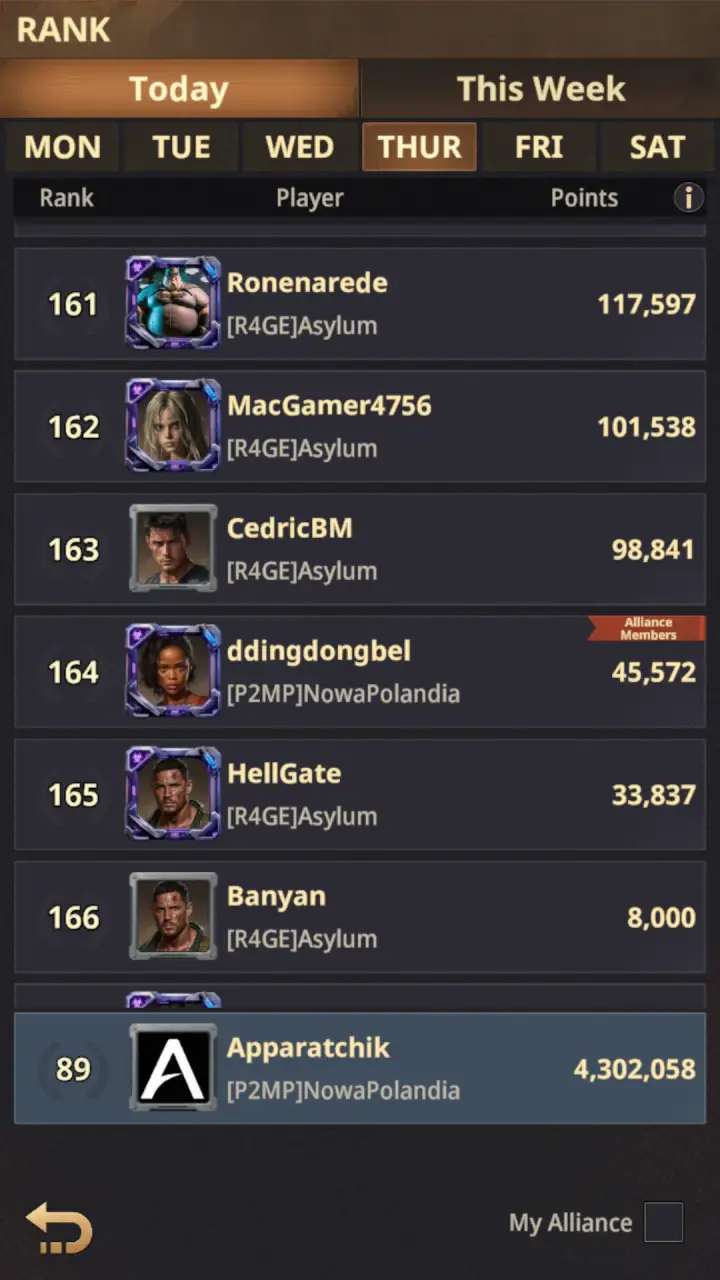 RANK
Today
This Week
MON TUE WED THUR FRI SAT
Rank Player Points i
161 Ronenarede 117,597
[R4GE]Asylum
162 MacGamer4756 101,538
[R4GE]Asylum
163 CedricBM 98,841
[R4GE]Asylum
Alliance
Members
164 ddingdongbel 45,572
[P2MP]NowaPolandia
165 HellGate 33,837
[R4GE]Asylum
166 Banyan 8,000
[R4GE]Asylum
89 Apparatchik 4,302,058
[P2MP]NowaPolandia
My Alliance